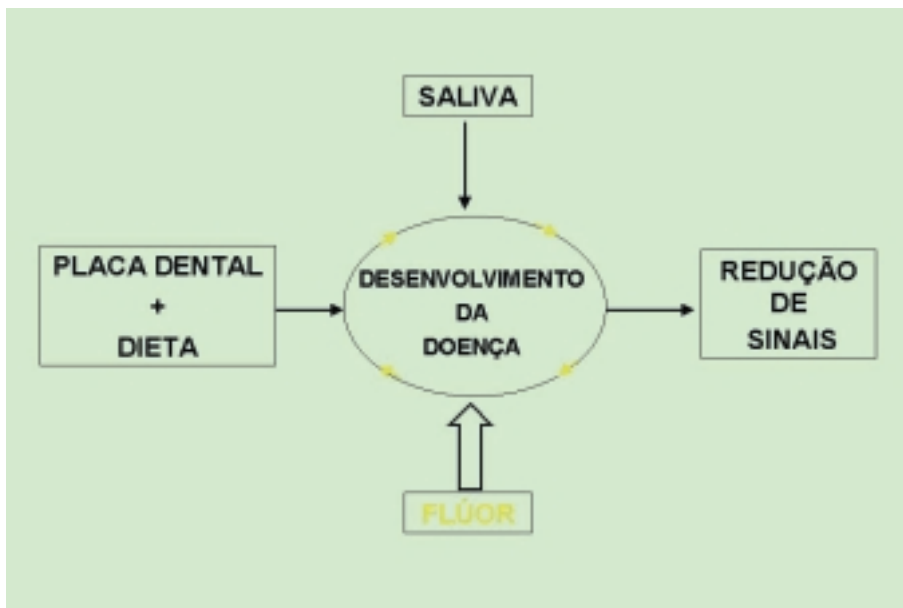 SALIVA
PLACA DENTAL
+
DIETA
DESENVOLVIMENTO
DA
DOENÇA
REDUÇÃO
DE
SINAIS
FLÚOR